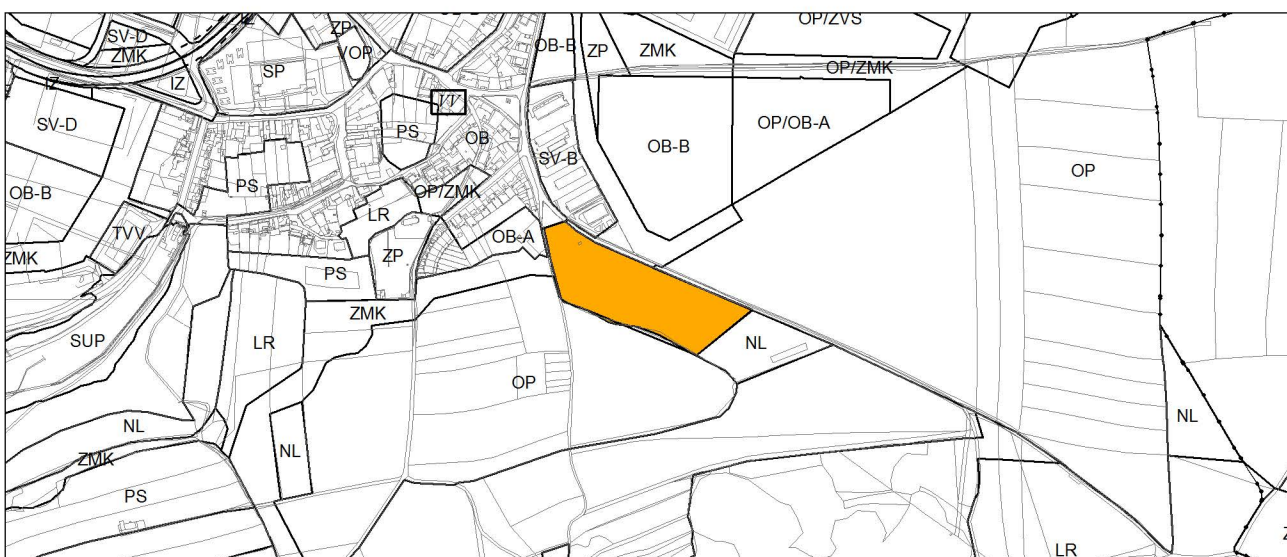 OP/ZVS
SV-D
ZP
OB-B
ZP
ZMK
ZMK
VOP
OP/ZMK
SP
IZ
IZ
VV
SV-D
PS
OB
OP/OB-A
OB-B
SV-B
OP
PS
OP/ZMK
OB-B
LR
TVV
OB-A
ZP
ZMK
PS
ZMK
SUP
LR
NL
OP
NL
NL
NL
ZMK
PS
LR